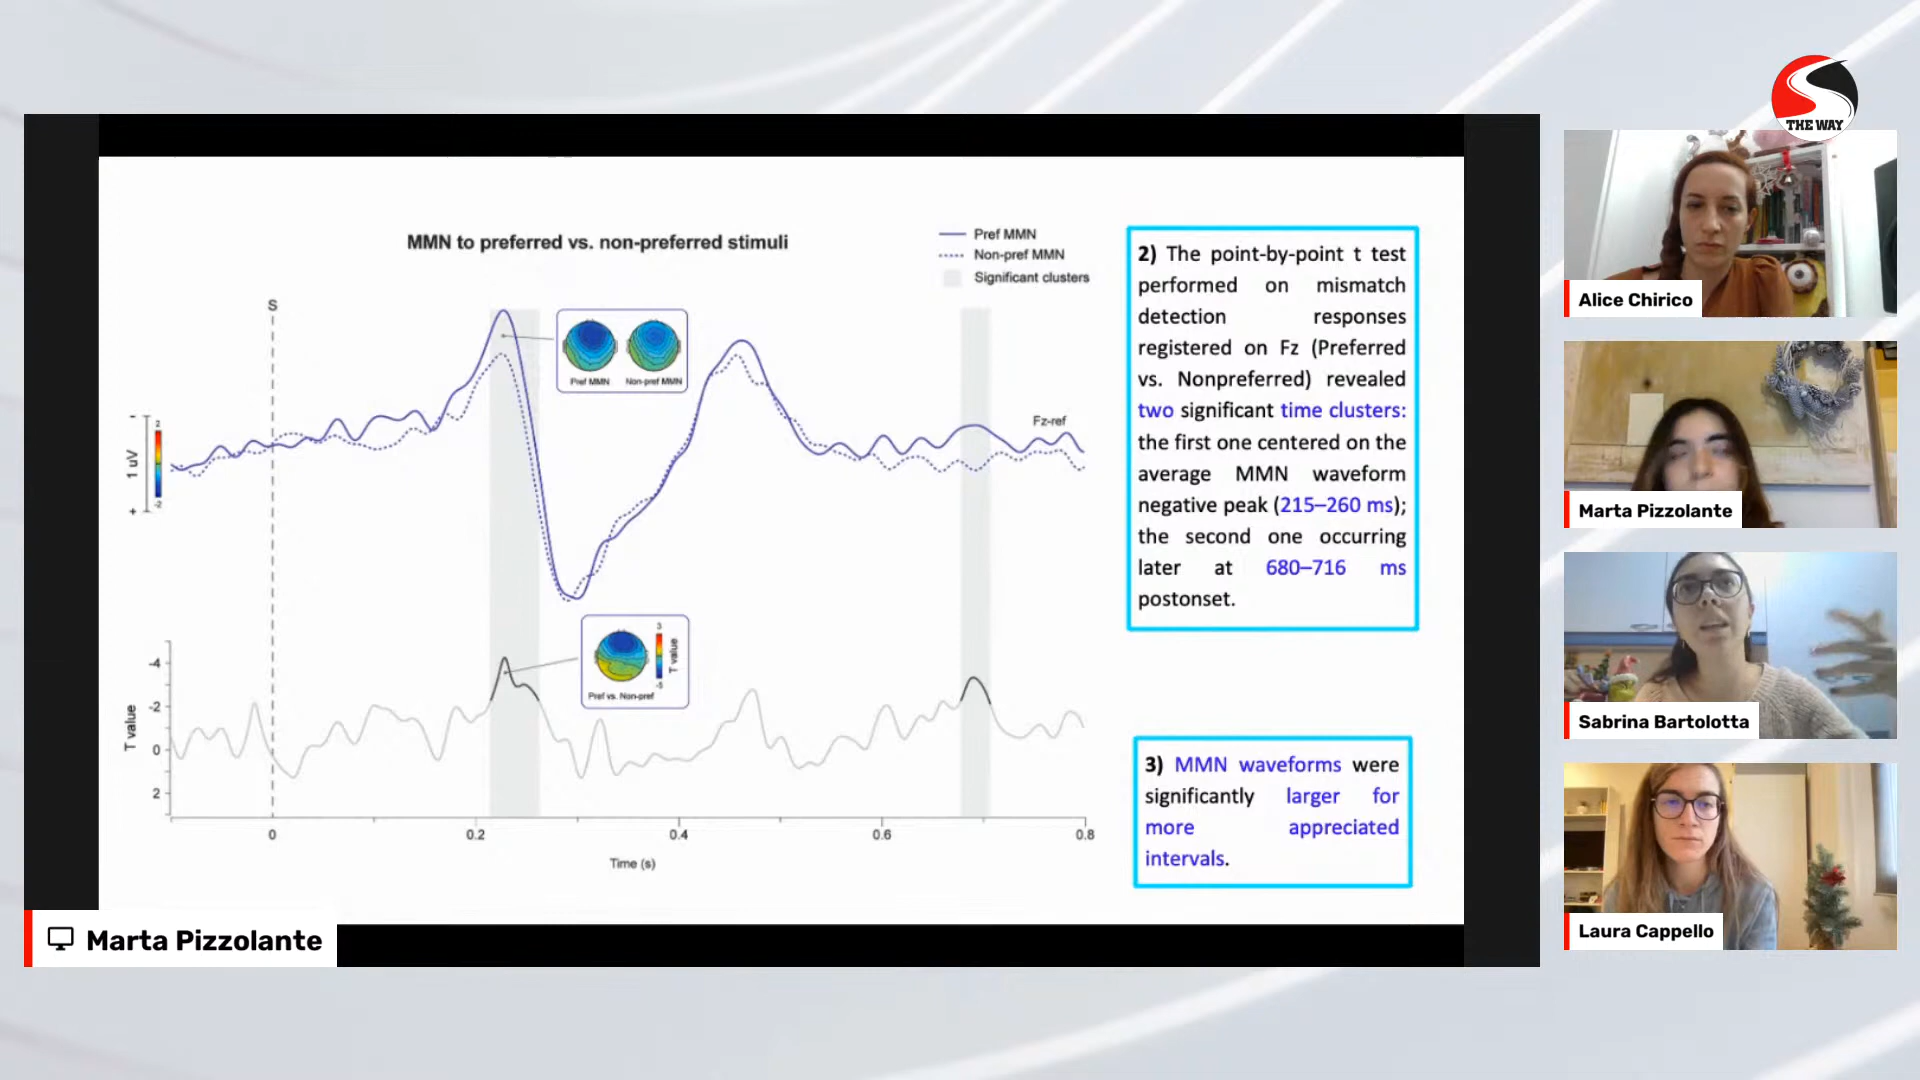 THE WAY
MMN to preferred vs. non-preferred stimuli
Pref MMN
Non-pref MMN
Significant clusters
S
Pref MMN
Non-pref MMN
Fz-ref
-
1 uV
+
2
-2
3
-5
T value
Pref vs. Non-pref
-4
-2
0
2
T value
0
0.2
0.4
0.6
0.8
Time (s)
2) The point-by-point t test
performed on mismatch
detection responses
registered on Fz (Preferred
vs. Nonpreferred) revealed
two significant time clusters:
the first one centered on the
average MMN waveform
negative peak (215–260 ms);
the second one occurring
later at 680–716 ms
postonset.
3) MMN waveforms were
significantly larger for
more appreciated
intervals.
Marta Pizzolante
Alice Chirico
Marta Pizzolante
Sabrina Bartolotta
Laura Cappello